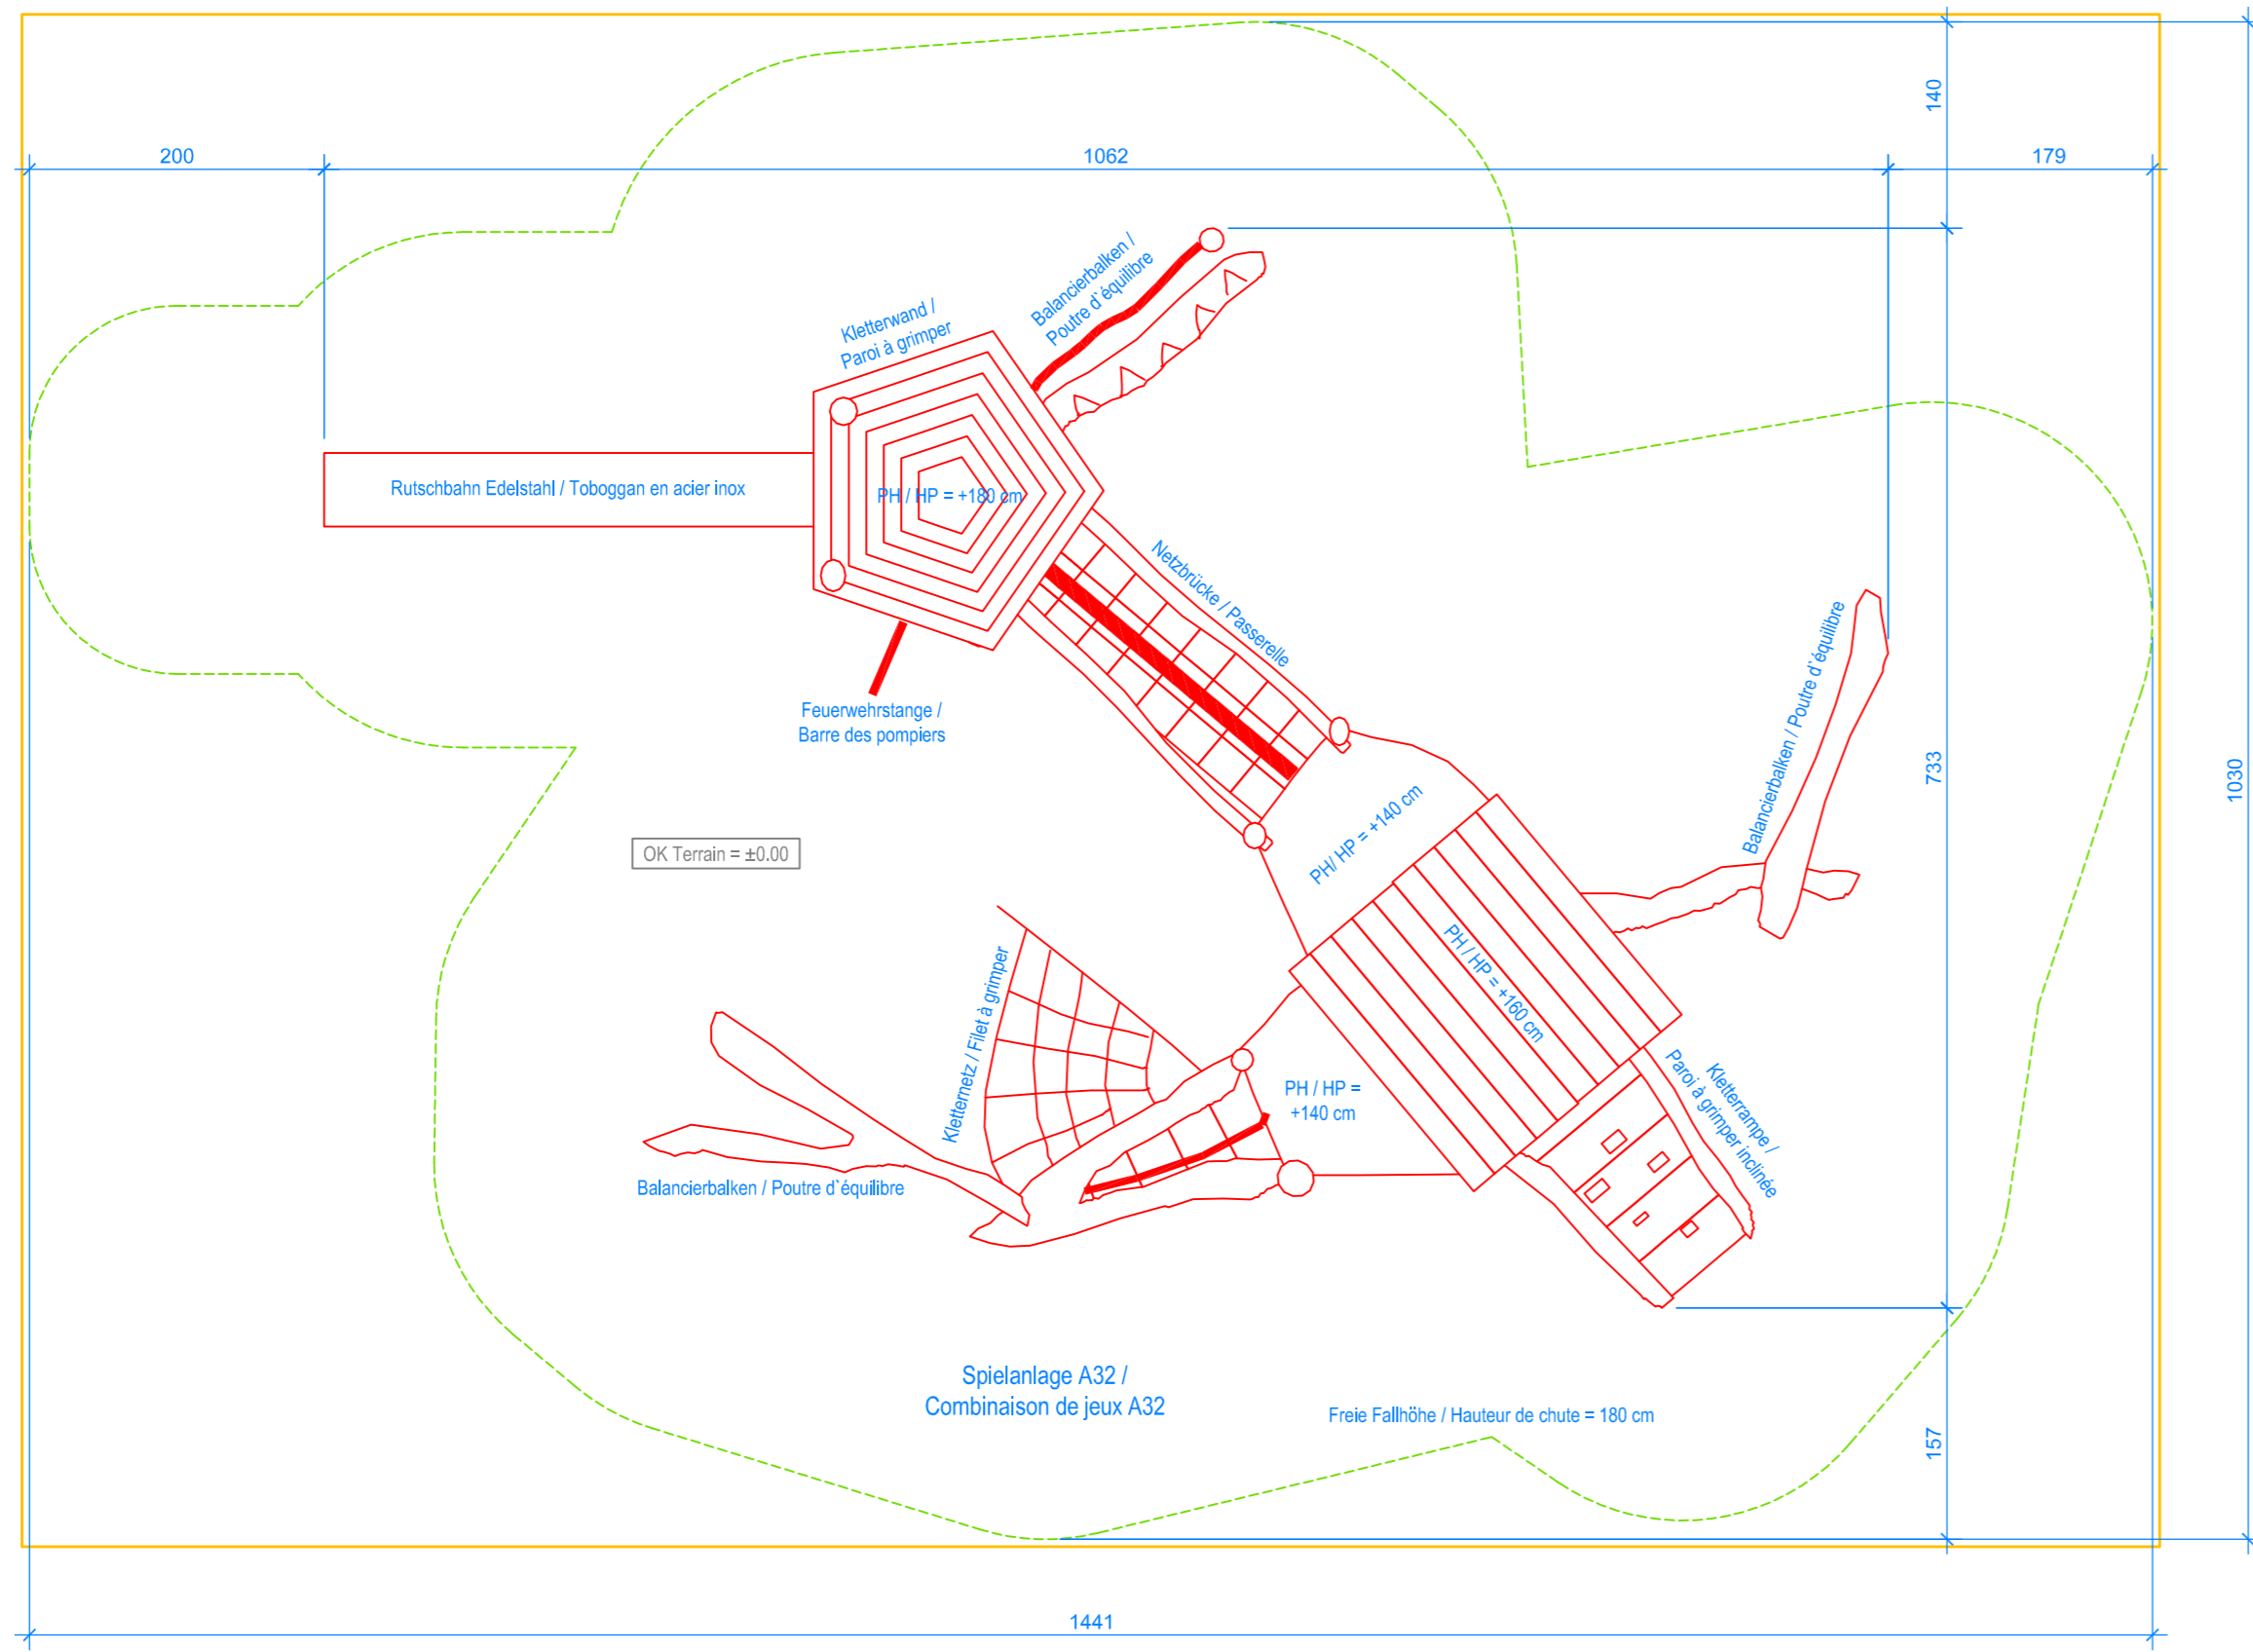 140
200
1062
179
Balancierbalken /
Poutre d`équilibre
Kletterwand /
Paroi à grimper
Rutschbahn Edelstahl / Toboggan en acier inox
PH / HP = +180 cm
Netzbrücke / Passerelle
Feuerwehrstange /
Barre des pompiers
Balancierbalken / Poutre d`équilibre
733
1030
PH/ HP = +140 cm
OK Terrain = ±0.00
PH / HP = +160 cm
Kletternetz / Filet à grimper
PH / HP =
+140 cm
Kletterrampe /
Paroi à grimper inclinée
Balancierbalken / Poutre d`équilibre
Spielanlage A32 /
Combinaison de jeux A32
Freie Fallhöhe / Hauteur de chute = 180 cm
157
1441